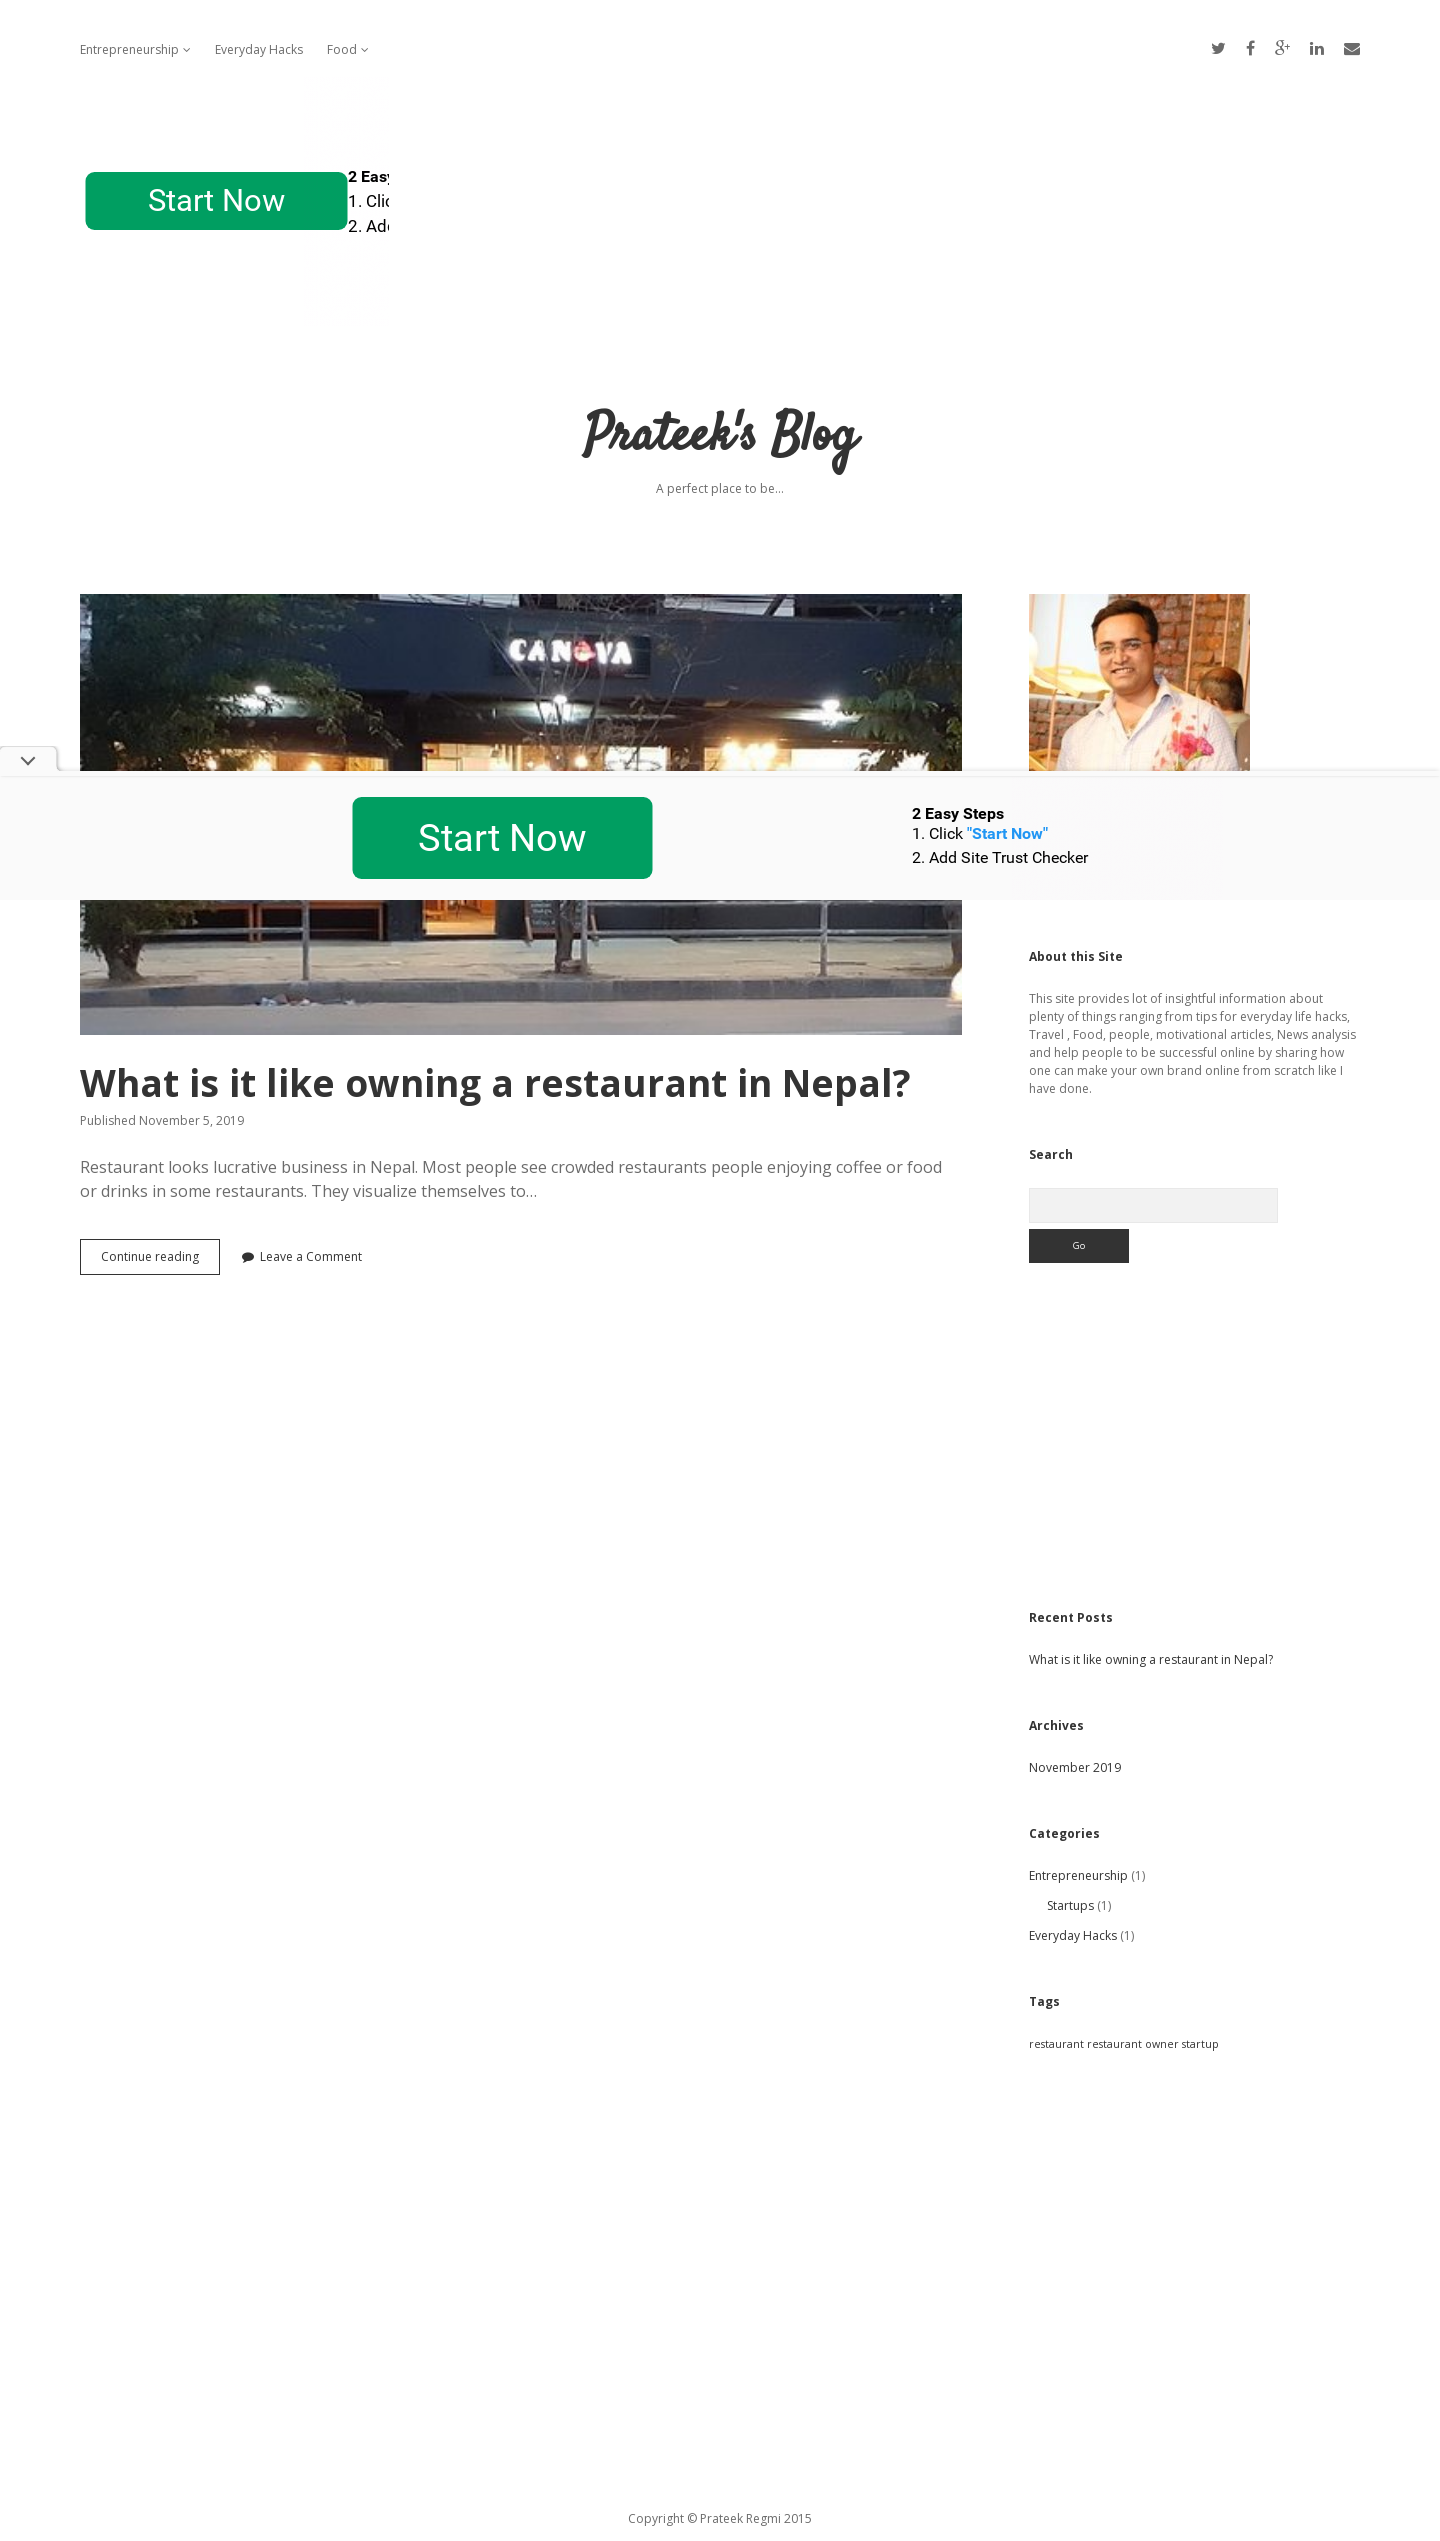 Entrepreneurship
Everyday Hacks
Food
Start Now
2 Easy
1. Clic
2. Add
Prateek's Blog
A perfect place to be...
CANOVA
Start Now
2 Easy Steps
1. Click "Start Now"
2. Add Site Trust Checker
What is it like owning a restaurant in Nepal?
Published November 5, 2019
Restaurant looks lucrative business in Nepal. Most people see crowded restaurants people enjoying coffee or food
or drinks in some restaurants. They visualize themselves to…
Continue reading
Leave a Comment
About this Site
This site provides lot of insightful information about
plenty of things ranging from tips for everyday life hacks,
Travel , Food, people, motivational articles, News analysis
and help people to be successful online by sharing how
one can make your own brand online from scratch like I
have done.
Search
Go
Recent Posts
What is it like owning a restaurant in Nepal?
Archives
November 2019
Categories
Entrepreneurship (1)
Startups (1)
Everyday Hacks (1)
Tags
restaurant restaurant owner startup
Copyright © Prateek Regmi 2015